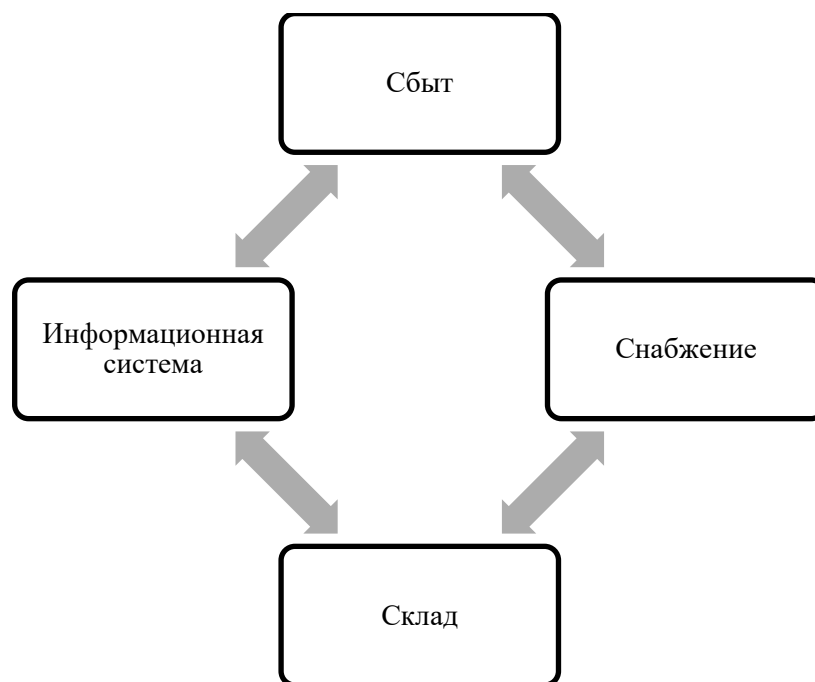 Сбыт
Информационная
система
Снабжение
Склад